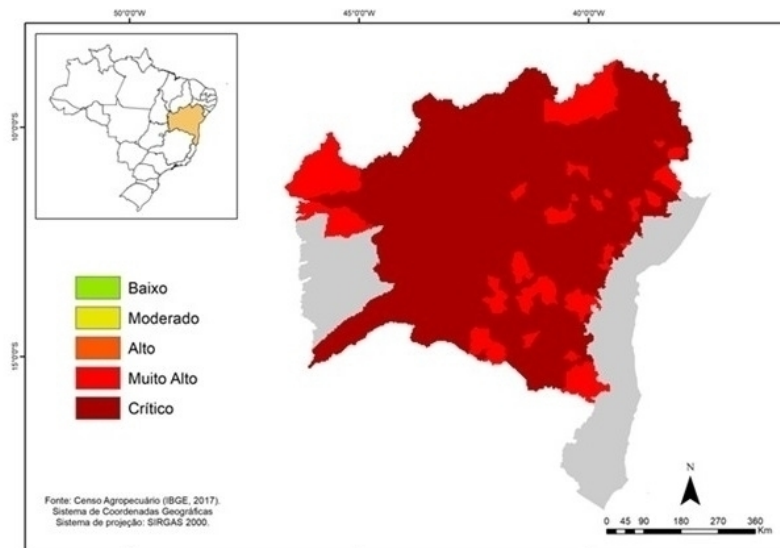 50°0'0"W
45°0'0"W
40°0'0"W
10°0'0"S
15°0'0"S
Baixo
Moderado
Alto
Muito Alto
Crítico
Fonte: Censo Agropecuário (IBGE, 2017).
Sistema de Coordenadas Geográficas
Sistema de projeção: SIRGAS 2000.
N
0 45 90 180 270 360
Km